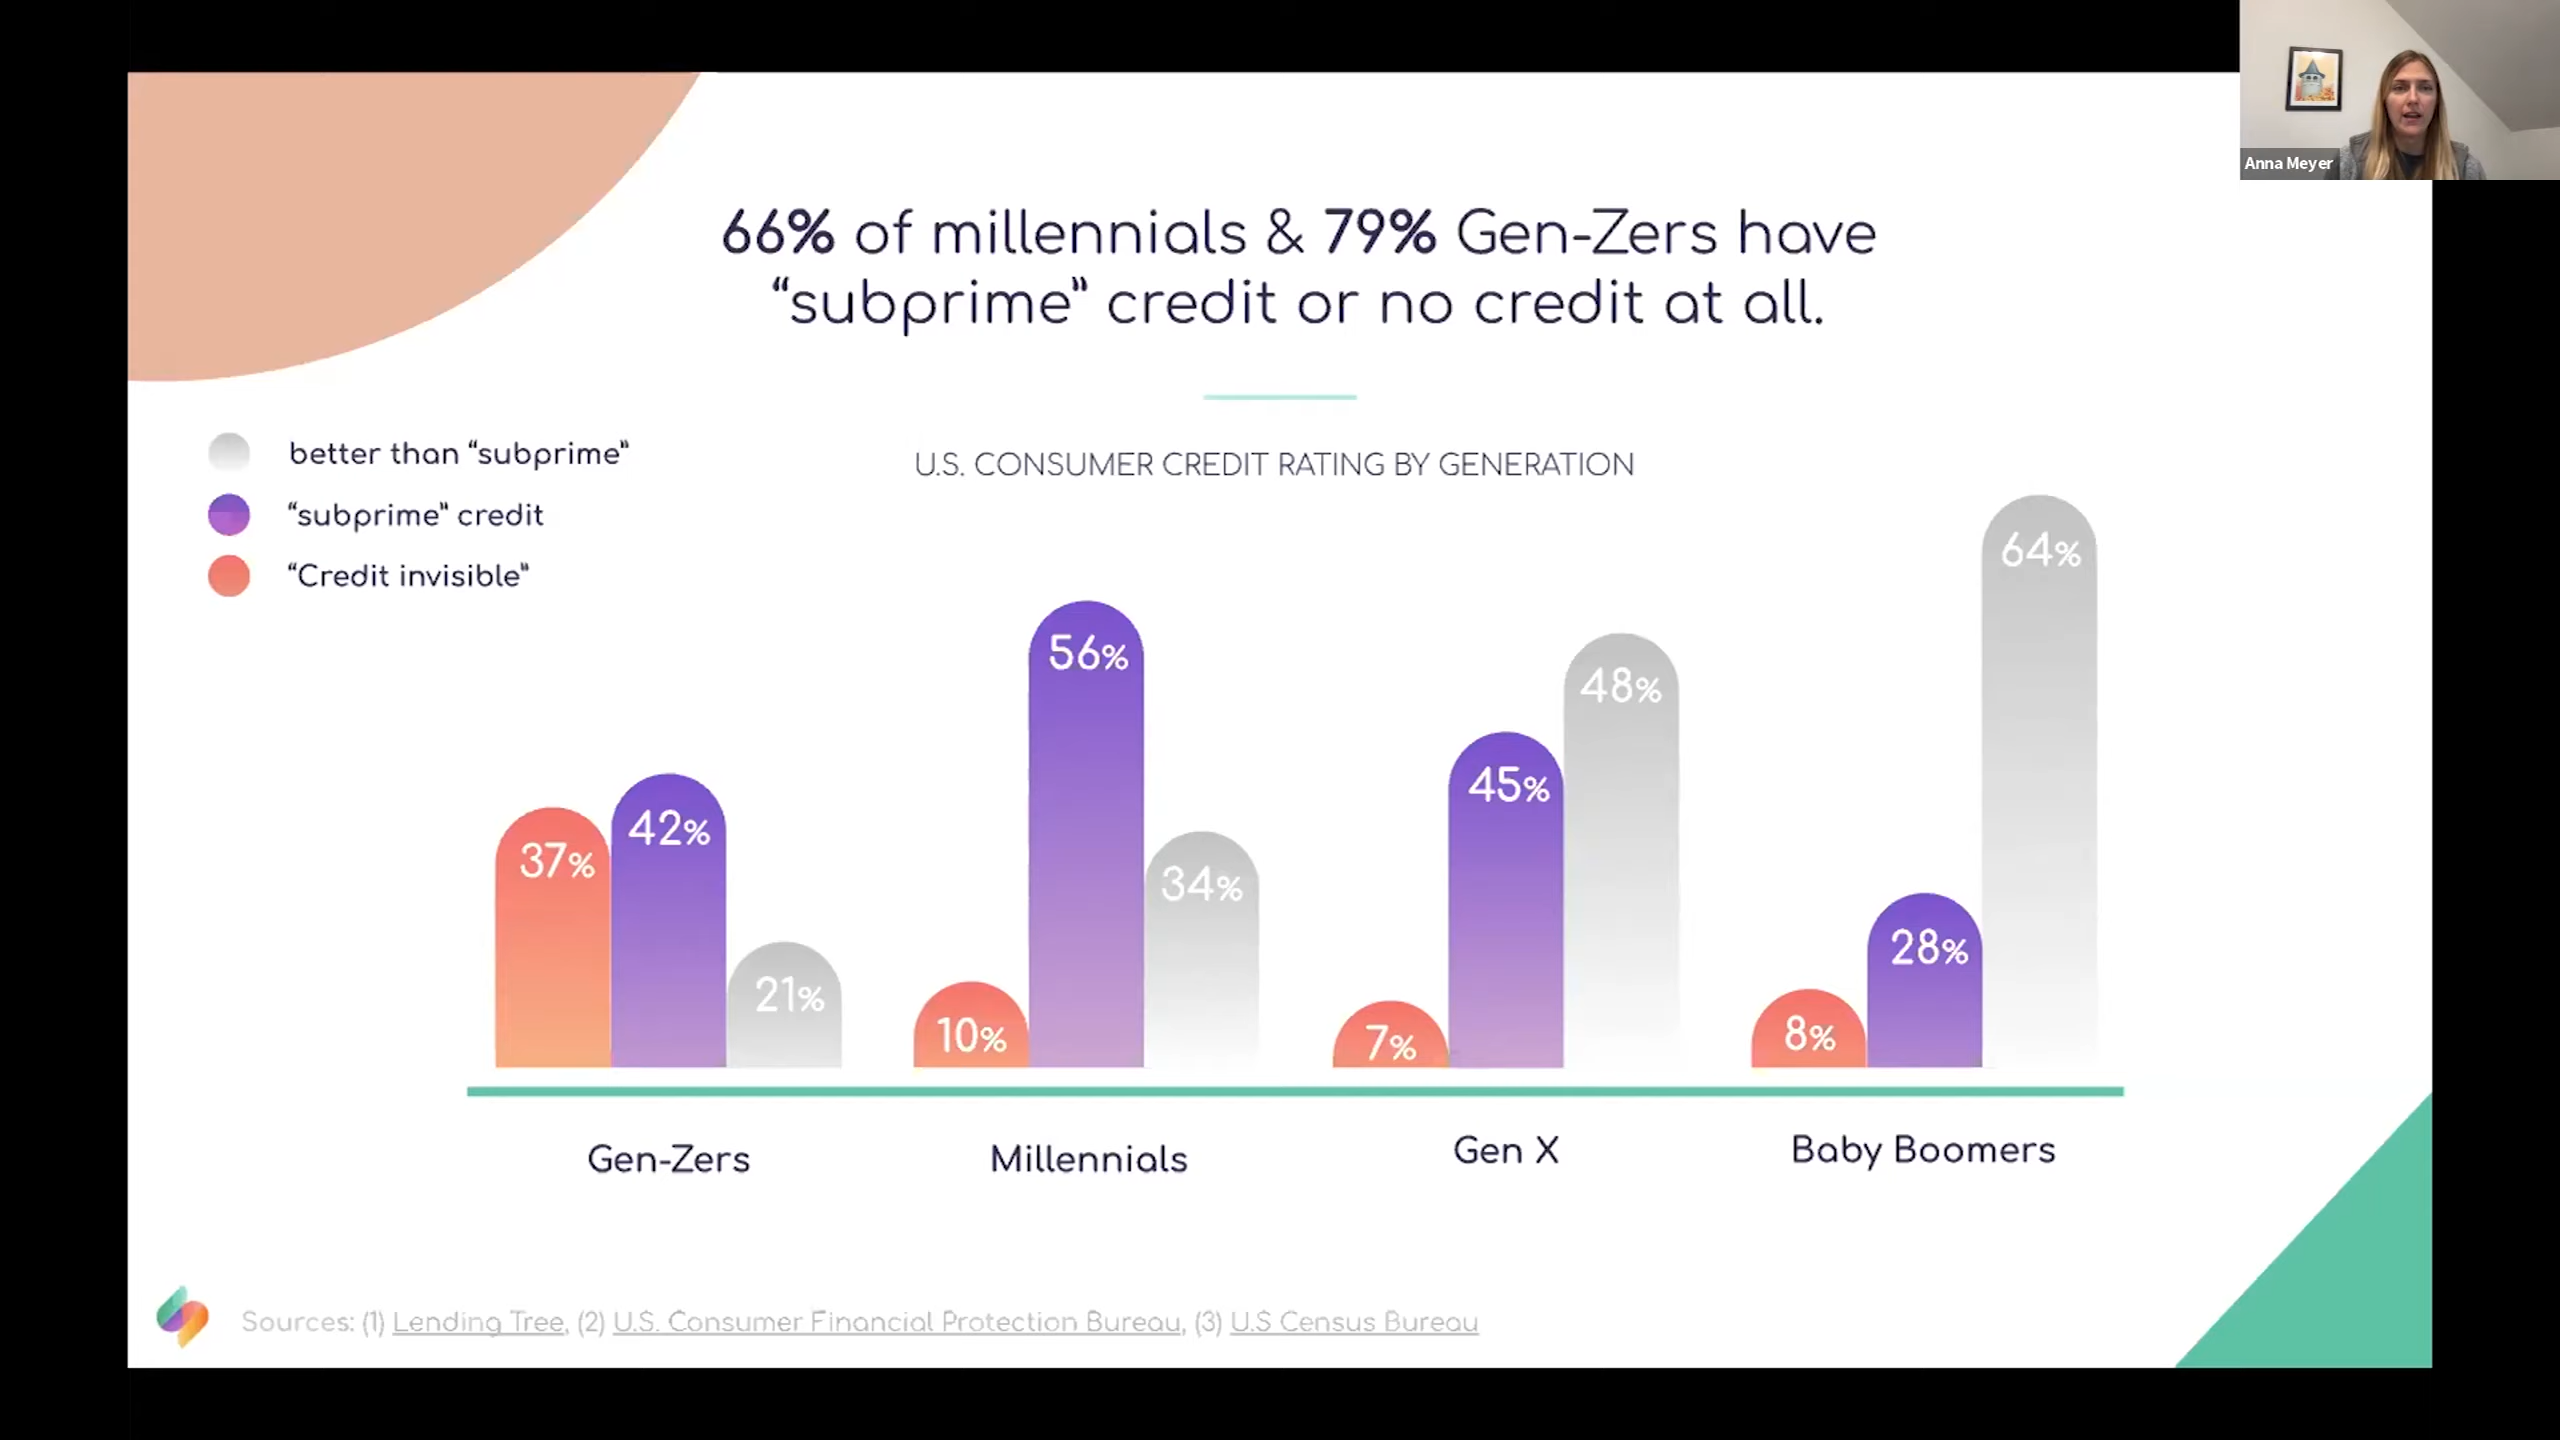 Anna Meyer
66% of millennials & 79% Gen-Zers have
“subprime” credit or no credit at all.
better than “subprime”
“subprime” credit
“Credit invisible”
U.S. CONSUMER CREDIT RATING BY GENERATION
37% 42% 21%
10% 56% 34%
7% 45% 48%
8% 28% 64%
Gen-Zers
Millennials
Gen X
Baby Boomers
Sources: (1) Lending Tree, (2) U.S. Consumer Financial Protection Bureau, (3) U.S Census Bureau